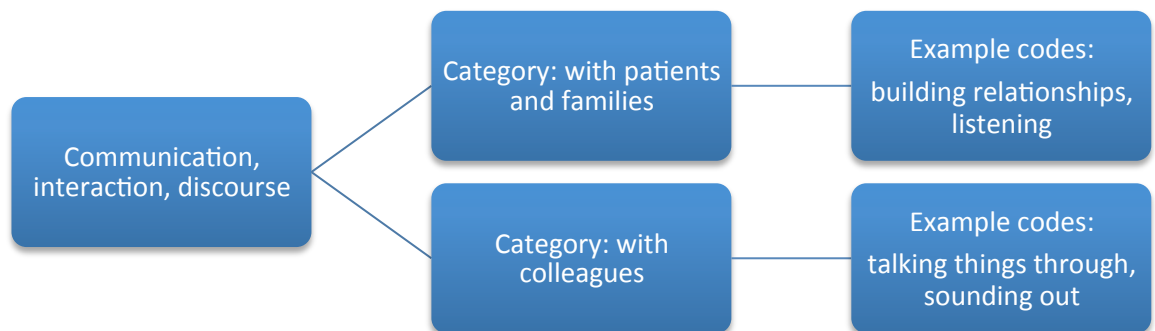 Communication,
interaction, discourse
Category: with patients
and families
Example codes:
building relationships,
listening
Category: with
colleagues
Example codes:
talking things through,
sounding out